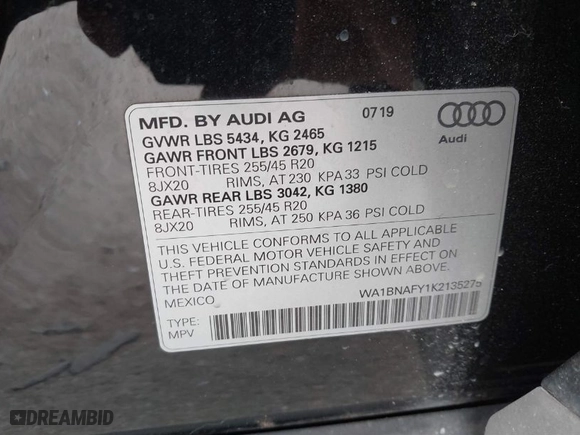 MFD. BY AUDI AG 0719
GVWR LBS 5434, KG 2465
GAWR FRONT LBS 2679, KG 1215
FRONT-TIRES 255/45 R20
8JX20 RIMS, AT 230 KPA 33 PSI COLD
GAWR REAR LBS 3042, KG 1380
REAR-TIRES 255/45 R20
8JX20 RIMS, AT 250 KPA 36 PSI COLD
Audi
THIS VEHICLE CONFORMS TO ALL APPLICABLE
U.S. FEDERAL MOTOR VEHICLE SAFETY AND
THEFT PREVENTION STANDARDS IN EFFECT ON
THE DATE OF MANUFACTURE SHOWN ABOVE.
MEXICO
WA1BNAFY1K2135275
TYPE:
MPV
DREAMBID